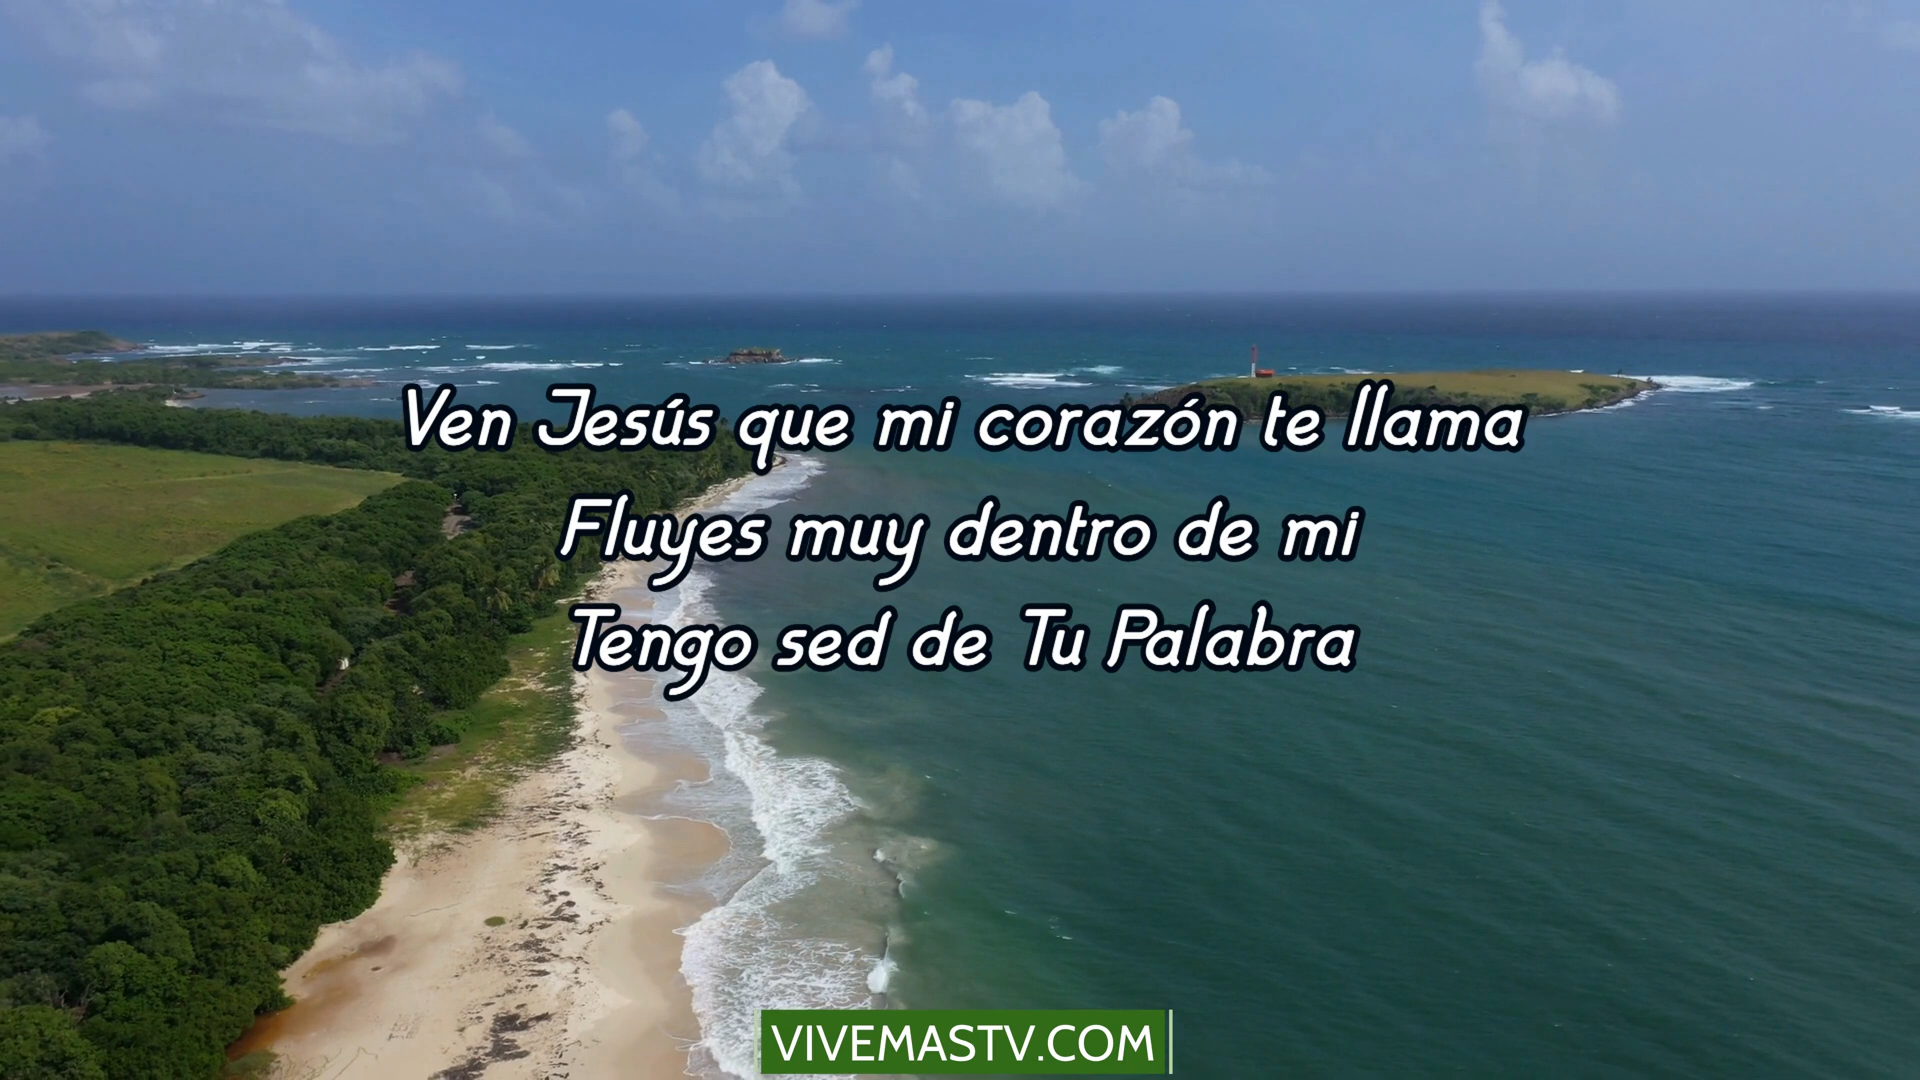 Ven Jesús que mi corazón te llama
Fluyes muy dentro de mi
Tengo sed de Tu Palabra
VIVEMASTV.COM